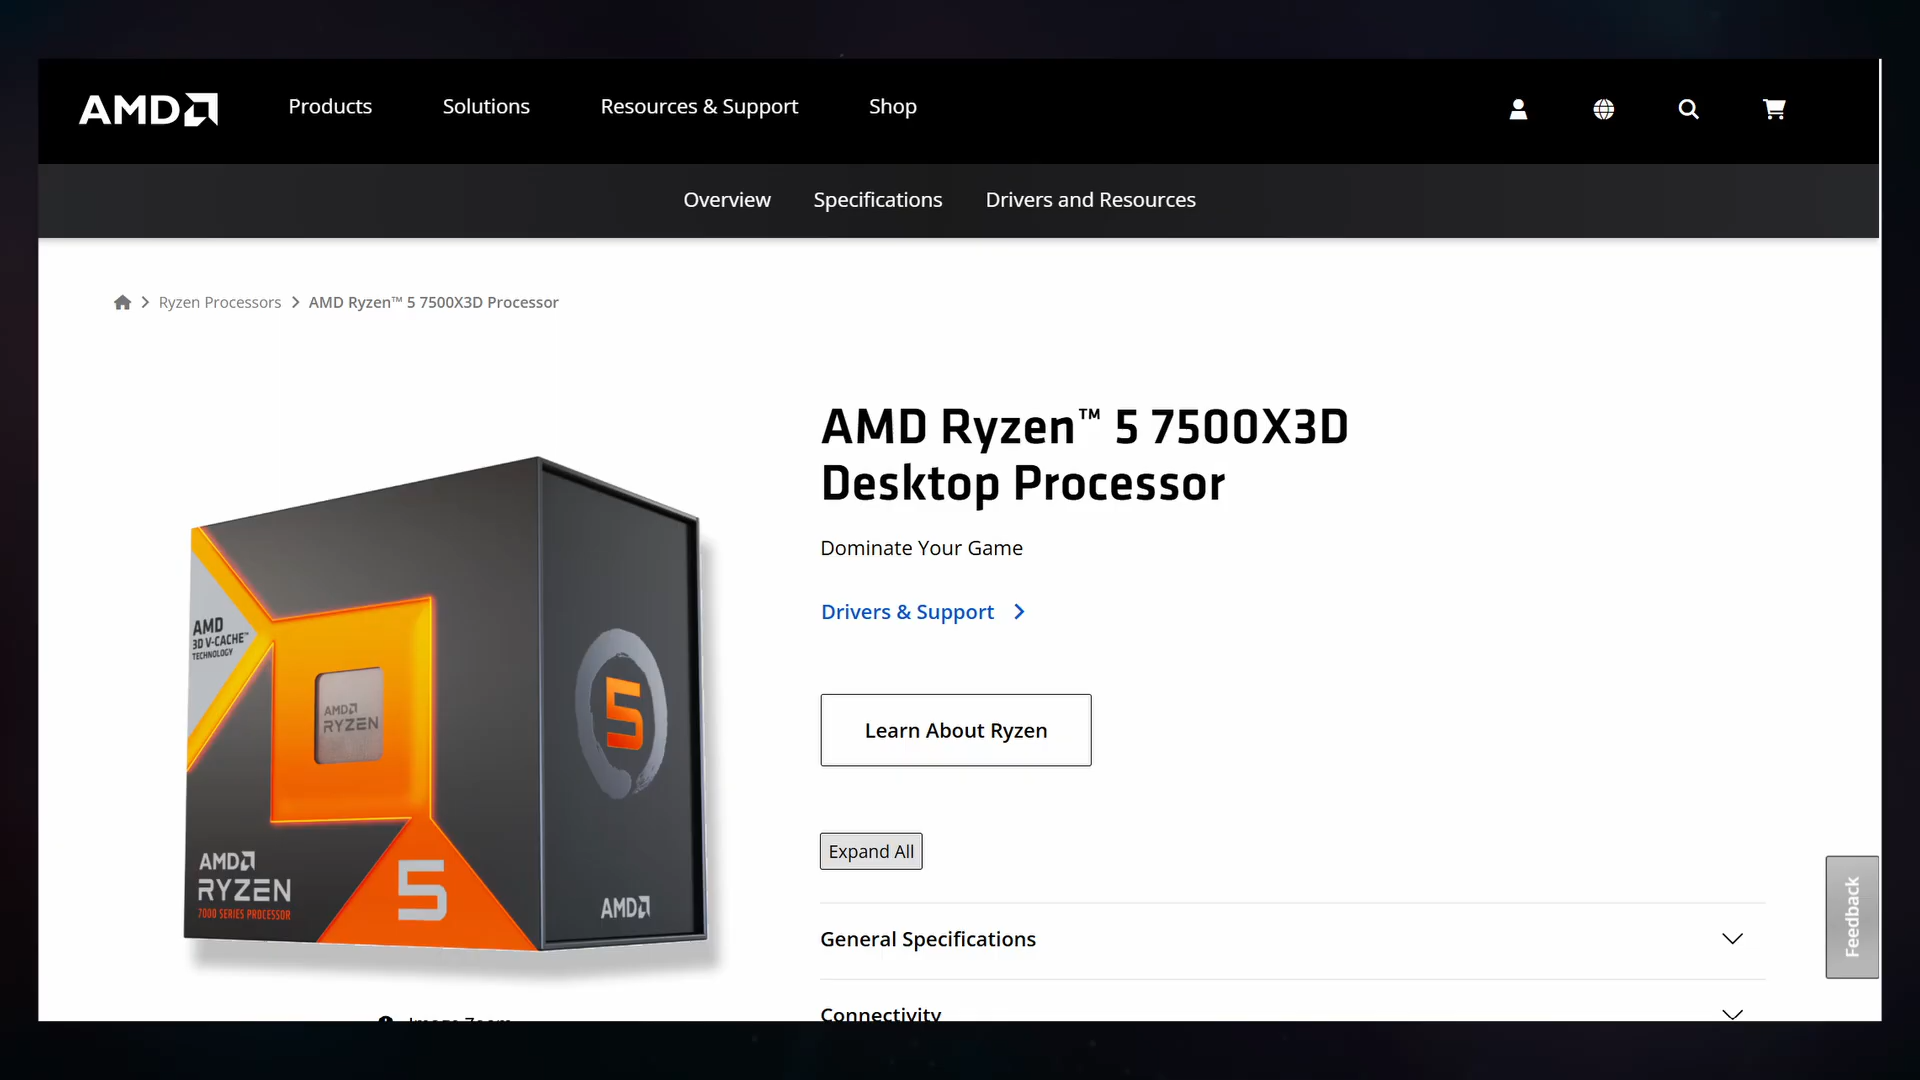 AMD
Products
Solutions
Resources & Support
Shop
Overview
Specifications
Drivers and Resources
Ryzen Processors
AMD Ryzen™ 5 7500X3D Processor
AMD Ryzen™ 5 7500X3D
Desktop Processor
Dominate Your Game
Drivers & Support
Learn About Ryzen
Expand All
General Specifications
Connectivity
Feedback
AMD
3D V-CACHE™
TECHNOLOGY
AMD
RYZEN
AMD
RYZEN
7000 SERIES PROCESSOR
5
5
AMD
Image Zoom